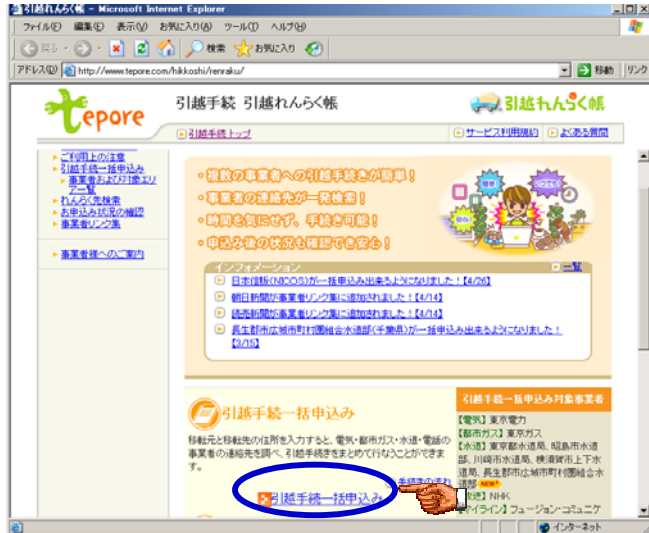 引越れんらく帳 - Microsoft Internet Explorer
ファイル(F) 編集(E) 表示(V) お気に入り(A) ツール(T) ヘルプ(H)
戻る 検索 お気に入り
アドレス(D) http://www.tepore.com/hikkoshi/renraku/ 移動 リンク
Tepore 引越手続 引越れんらく帳 引越れんらく帳
引越手続トップ サービス利用規約 よくある質問
ご利用上の注意
引越手続一括申込み
事業者および対象エリア一覧
れんらく先検索
お申込み状況の確認
事業者リンク集
事業者様へのご案内
・複数の事業者への引越手続きが簡単!
・事業者の連絡先が一発検索!
・時間を気にせず、手続き可能!
・申込み後の状況も確認でき安心!
インフォメーション 一覧
日本信販(NICOS)が一括申込み出来るようになりました!【4/26】
朝日新聞が事業者リンク集に追加されました!【4/14】
読売新聞が事業者リンク集に追加されました!【4/14】
長生郡市広域市町村圏組合水道部(千葉県)が一括申込み出来るようになりました!
【3/15】
引越手続一括申込み
移転元と移転先の住所を入力すると、電気・都市ガス・水道・電話の
事業者の連絡先を調べ、引越手続きをまとめて行なうことができま
す。
手続きの流れ
引越手続一括申込み
引越手続一括申込み対象事業者
【電気】東京電力
【都市ガス】東京ガス
【水道】東京都水道局、昭島市水道
部、川崎市水道局、横須賀市上下水
道局、長生郡市広域市町村圏組合水
道部 NEW
NHK
フュージョン・コミュニケ
インターネット